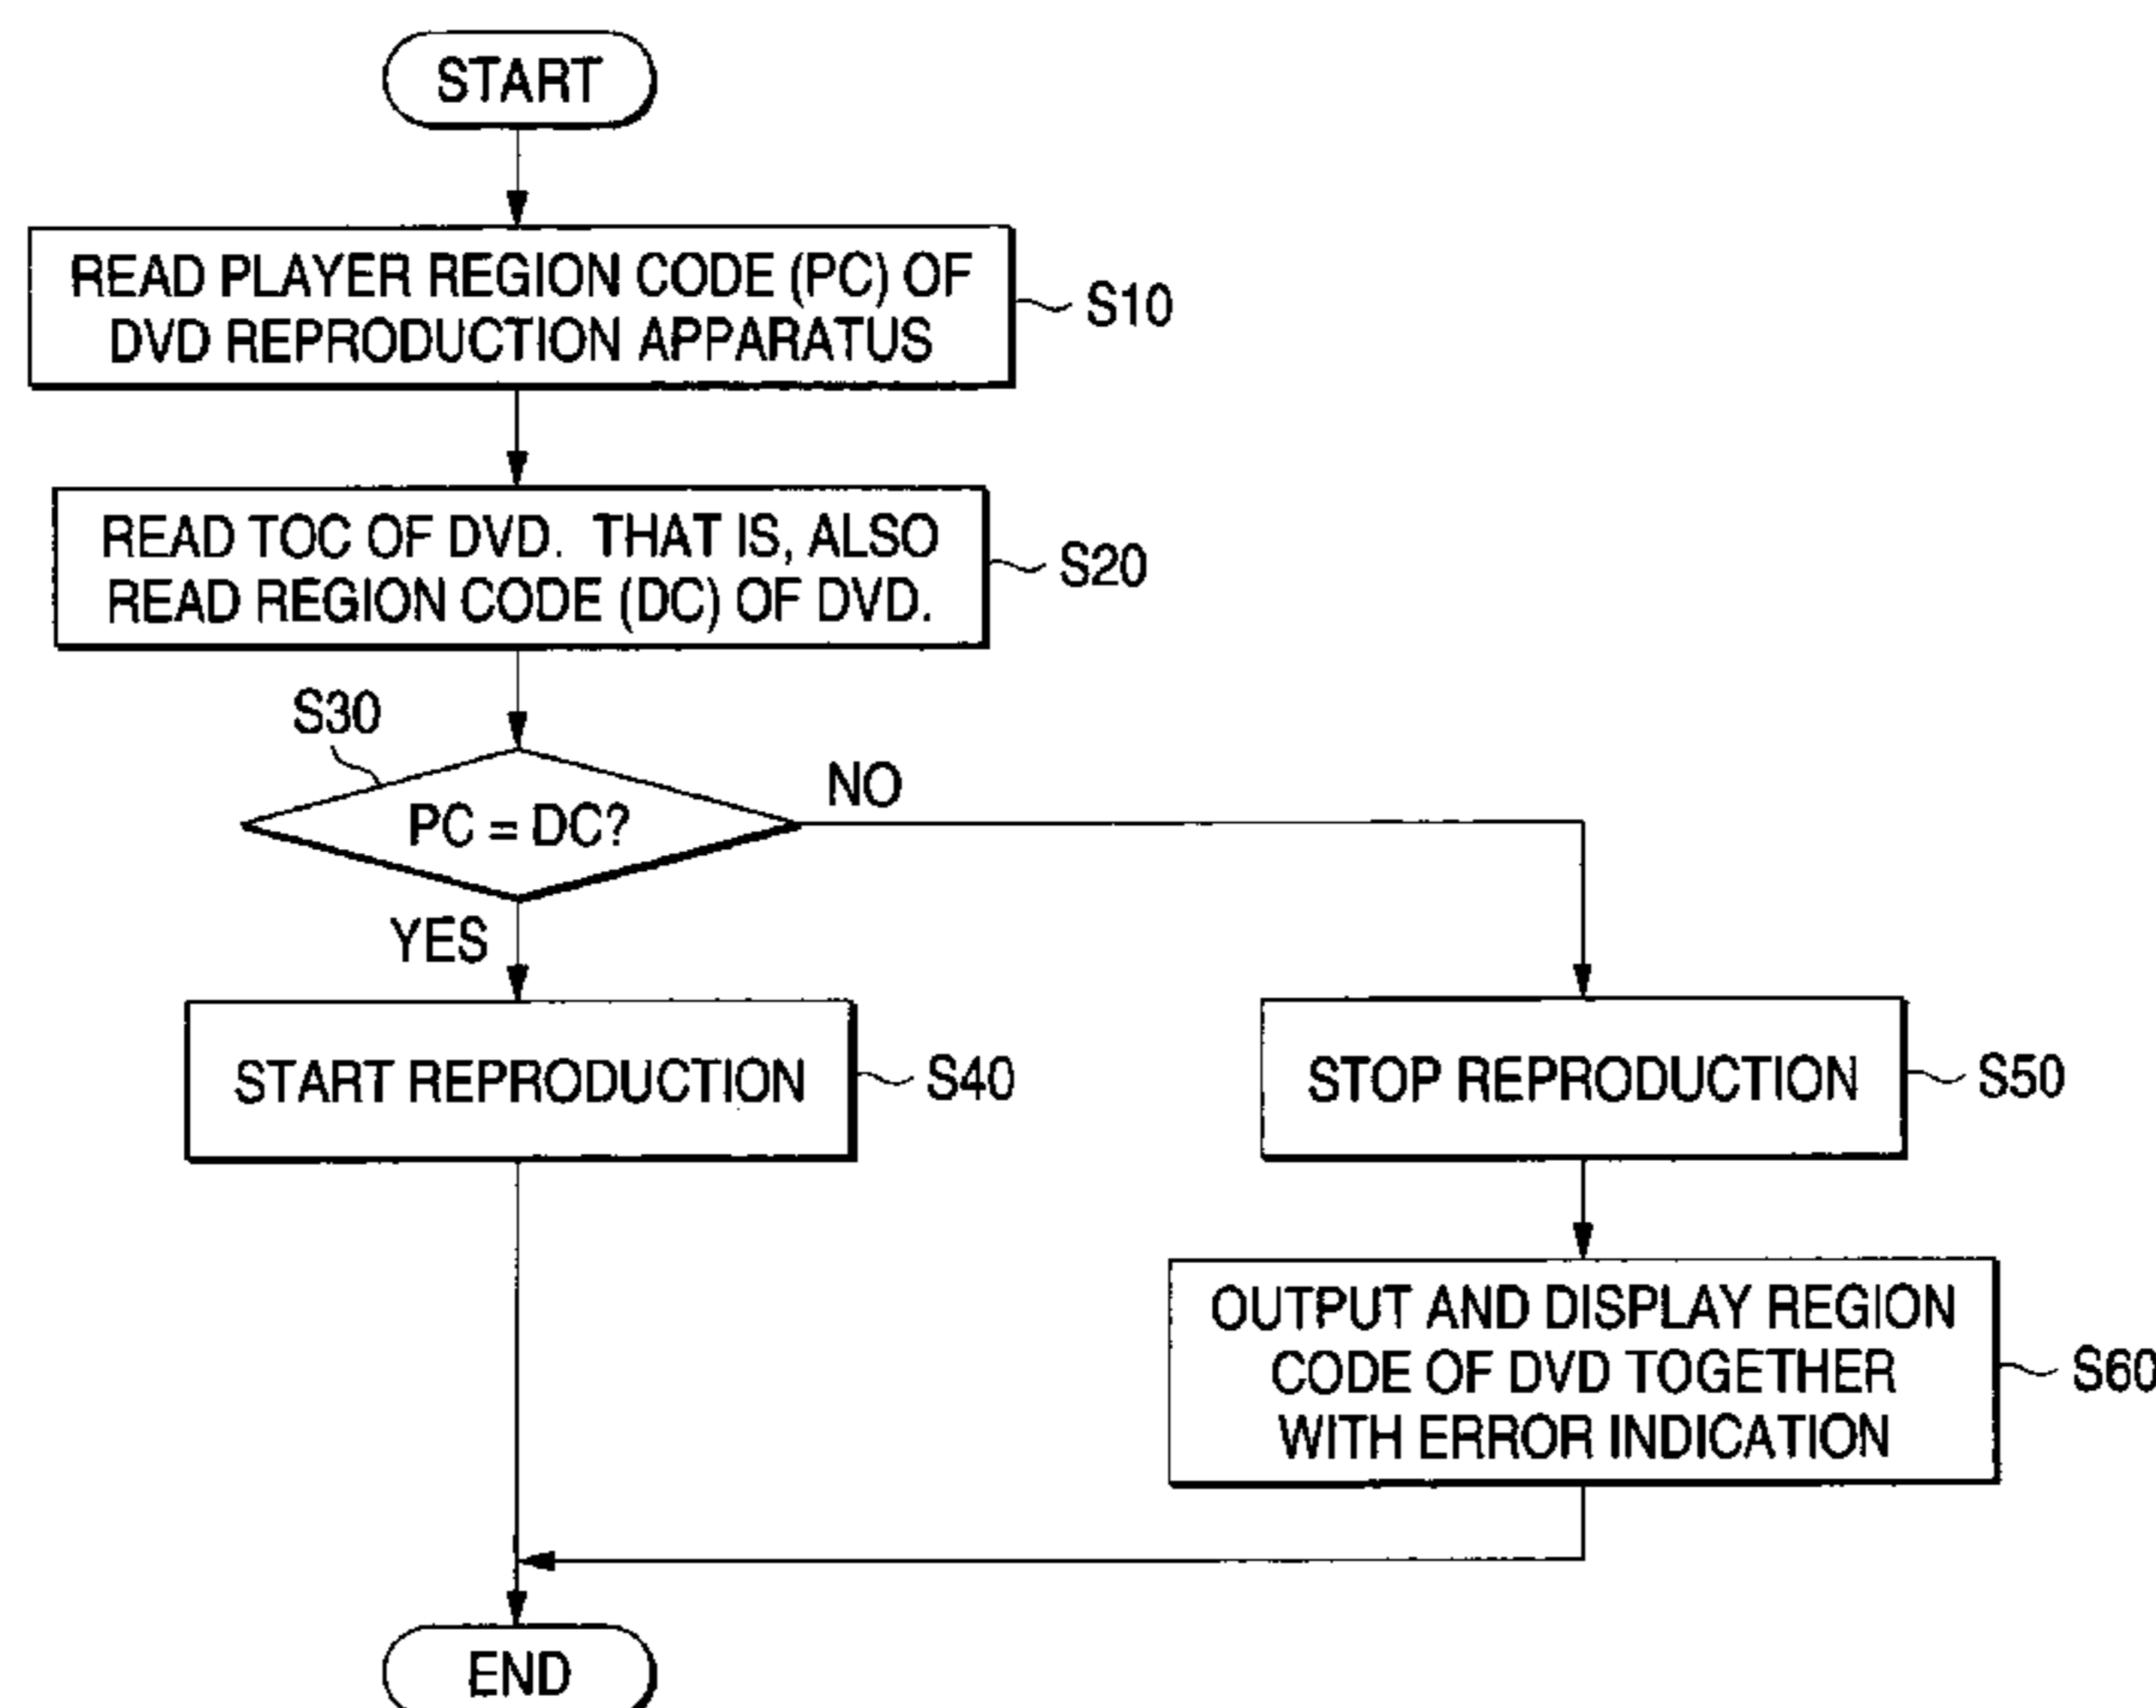 START
READ PLAYER REGION CODE (PC) OF
DVD REPRODUCTION APPARATUS
S10
READ TOC OF DVD. THAT IS, ALSO
READ REGION CODE (DC) OF DVD.
S20
S30
PC = DC?
NO
YES
START REPRODUCTION
S40
STOP REPRODUCTION
S50
OUTPUT AND DISPLAY REGION
CODE OF DVD TOGETHER
WITH ERROR INDICATION
S60
END